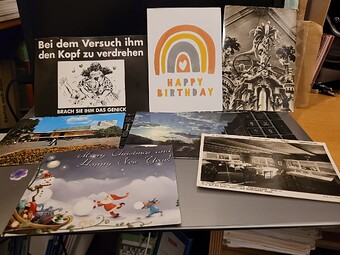 Bei dem Versuch ihm
den Kopf zu verdrehen
BRACH SIE IHM DAS GENICK
HAPPY
BIRTHDAY
Merry Christmas and
Happy New Year!